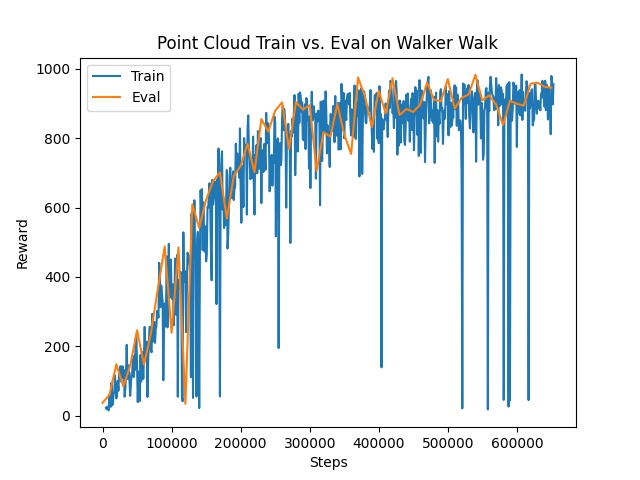 Point Cloud Train vs. Eval on Walker Walk
Train
Eval
1000
800
600
400
200
0
Reward
0 100000 200000 300000 400000 500000 600000
Steps